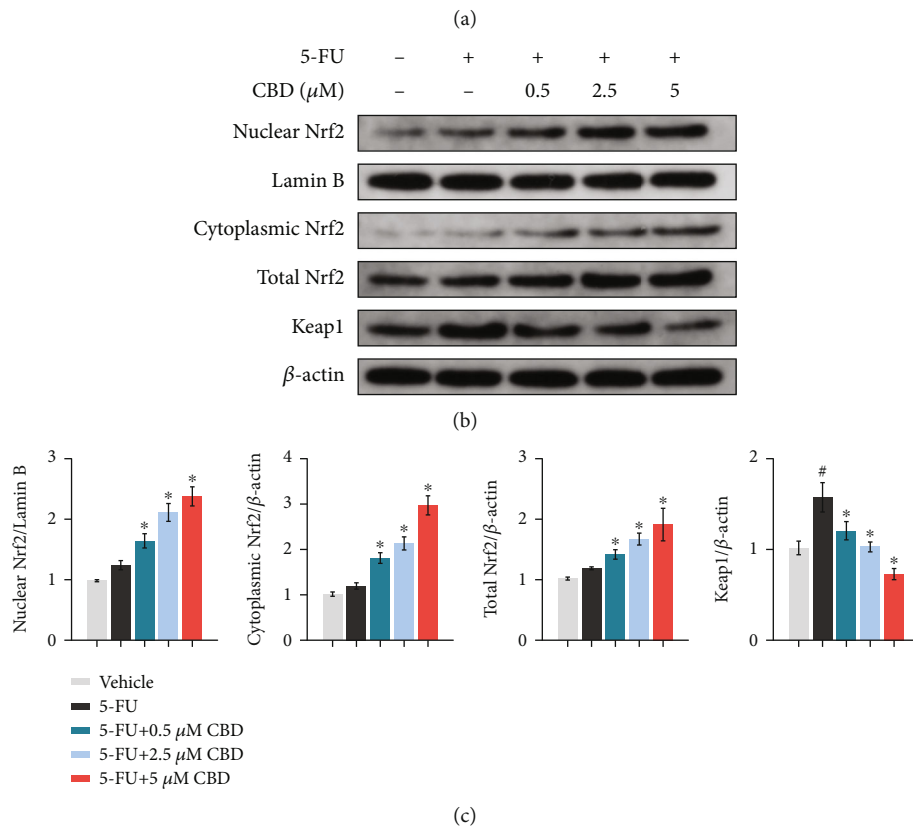 (a)
5-FU – + + + +
CBD (μM) – – 0.5 2.5 5
Nuclear Nrf2
Lamin B
Cytoplasmic Nrf2
Total Nrf2
Keap1
β-actin
(b)
Nuclear Nrf2/Lamin B
3
2
1
0
* * *
Cytoplasmic Nrf2/β-actin
4
3
2
1
0
* * *
Total Nrf2/β-actin
3
2
1
0
* * *
Keap1/β-actin
2
1
0
# * * *
Vehicle
5-FU
5-FU+0.5 μM CBD
5-FU+2.5 μM CBD
5-FU+5 μM CBD
(c)